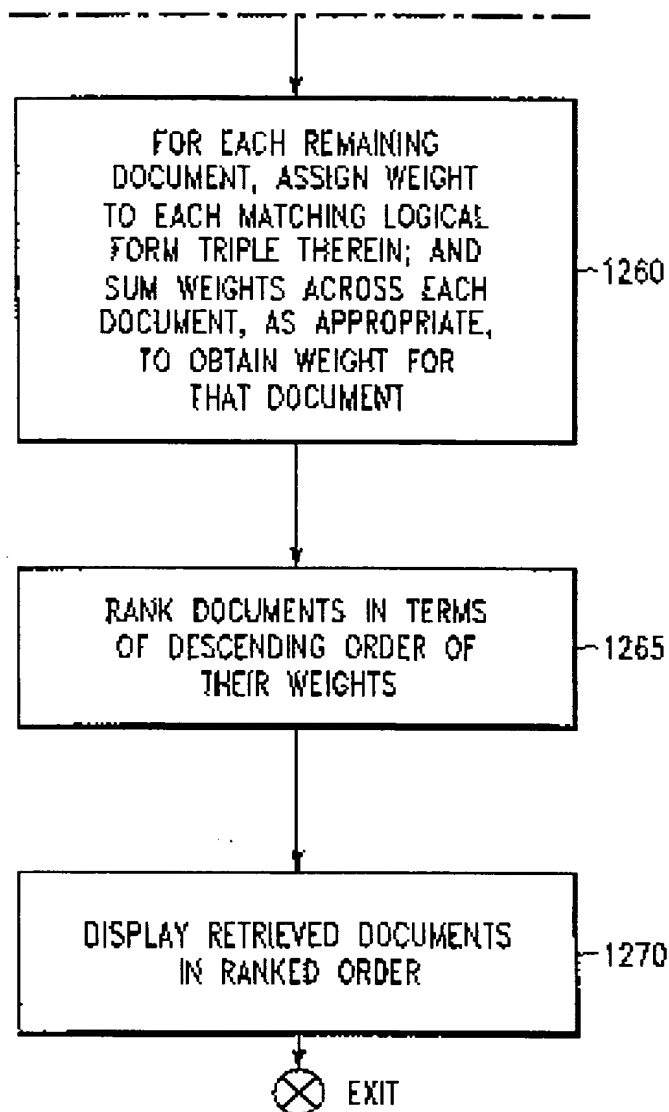 FOR EACH REMAINING
DOCUMENT, ASSIGN WEIGHT
TO EACH MATCHING LOGICAL
FORM TRIPLE THEREIN; AND
SUM WEIGHTS ACROSS EACH
DOCUMENT, AS APPROPRIATE,
TO OBTAIN WEIGHT FOR
THAT DOCUMENT
1260
RANK DOCUMENTS IN TERMS
OF DESCENDING ORDER OF
THEIR WEIGHTS
1265
DISPLAY RETRIEVED DOCUMENTS
IN RANKED ORDER
1270
EXIT